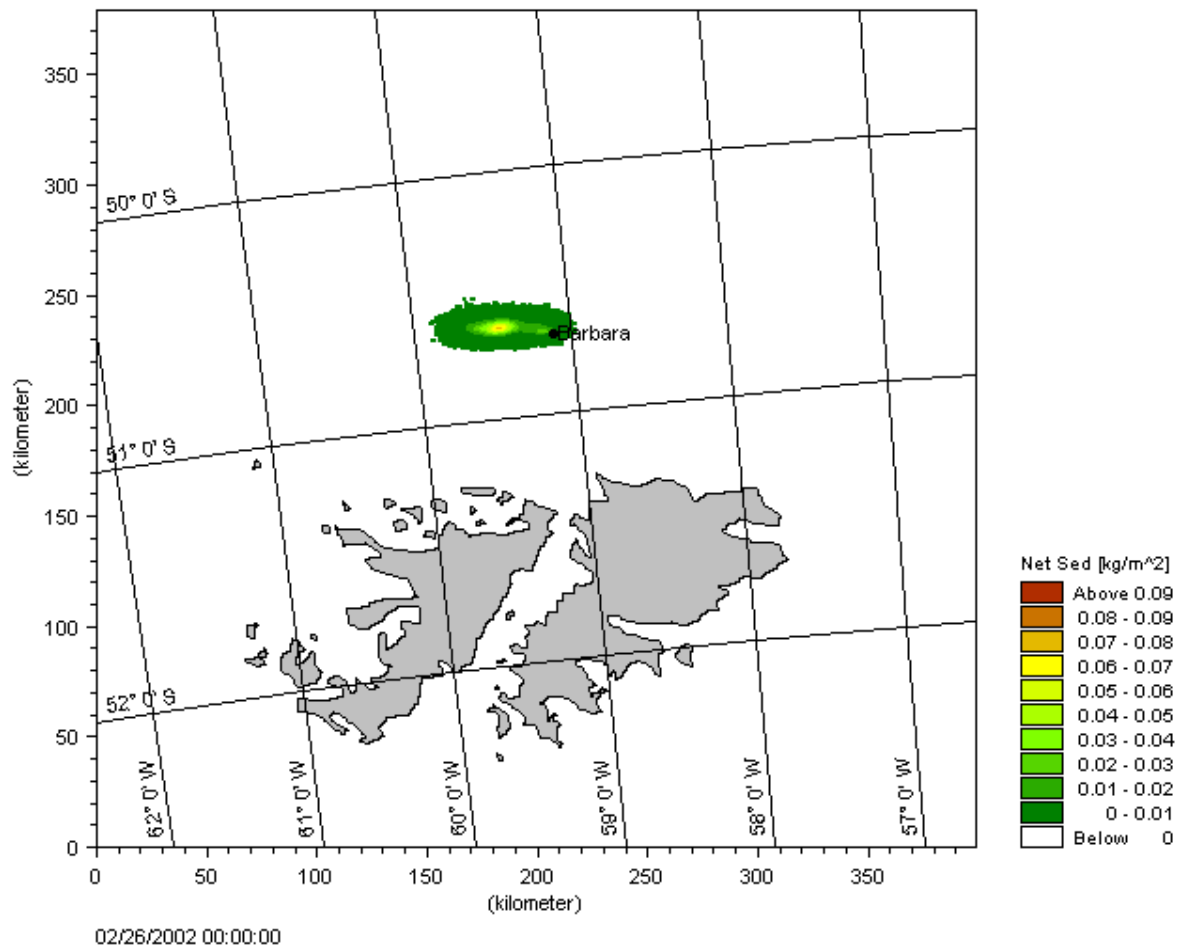 350
300
250
200
150
100
50
0
(kilometer)
50° 0' S
51° 0' S
52° 0' S
Barbara
62° 0' W
61° 0' W
60° 0' W
59° 0' W
58° 0' W
57° 0' W
0 50 100 150 200 250 300 350
(kilometer)
02/26/2002 00:00:00
Net Sed [kg/m^2]
Above 0.09
0.08 - 0.09
0.07 - 0.08
0.06 - 0.07
0.05 - 0.06
0.04 - 0.05
0.03 - 0.04
0.02 - 0.03
0.01 - 0.02
0 - 0.01
Below 0